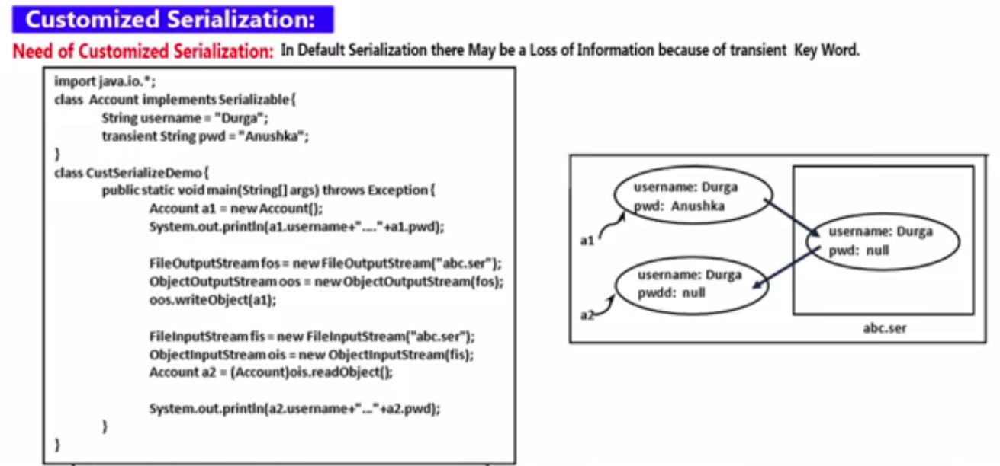 Customized Serialization:
Need of Customized Serialization: In Default Serialization there May be a Loss of Information because of transient Key Word.
import java.io.*;
class Account implements Serializable{
String username = "Durga";
transient String pwd = "Anushka";
}
class CustSerializeDemo{
public static void main(String[] args) throws Exception{
Account a1 = new Account();
System.out.println(a1.username+"...."+a1.pwd);
FileOutputStream fos = new FileOutputStream("abc.ser");
ObjectOutputStream oos = new ObjectOutputStream(fos);
oos.writeObject(a1);
FileInputStream fis = new FileInputStream("abc.ser");
ObjectInputStream ois = new ObjectInputStream(fis);
Account a2 = (Account)ois.readObject();
System.out.println(a2.username+"..."+a2.pwd);
}
}
username: Durga
pwd: Anushka
a1
username: Durga
pwd: null
username: Durga
pwdd: null
a2
abc.ser